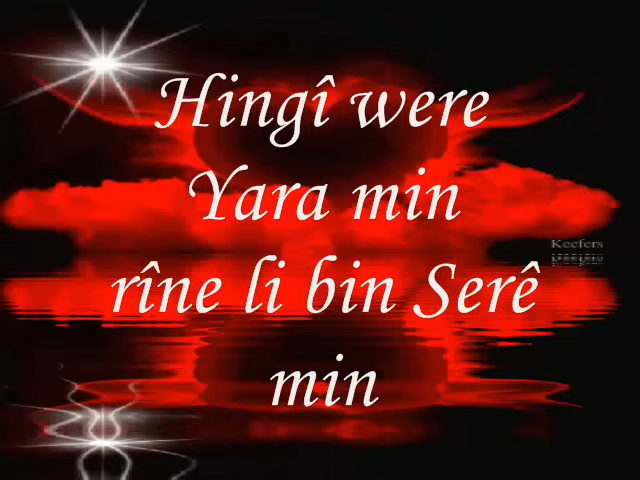 Hingî were
Yara min
Keefers
rîne li bin Serê
min